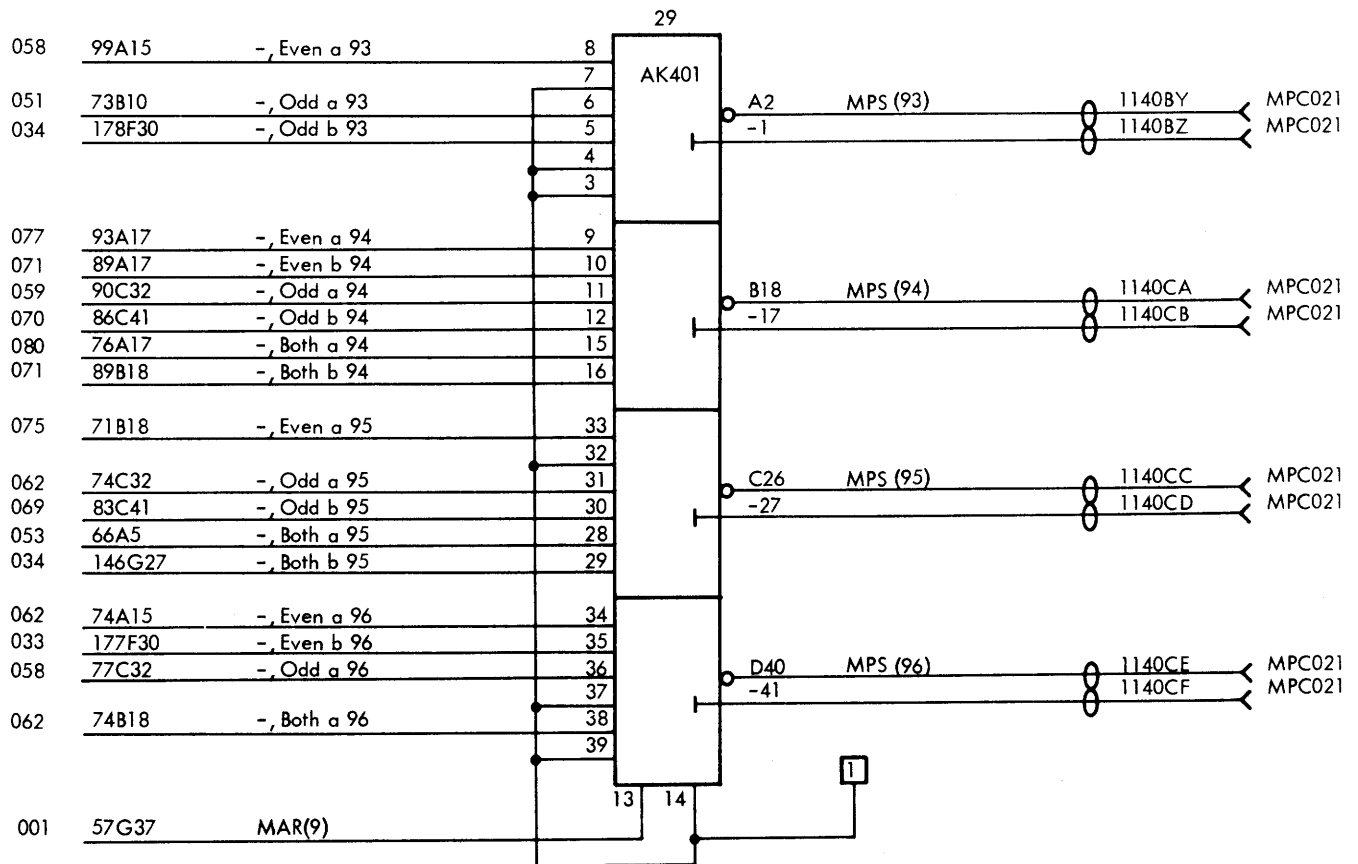 29
058 99A15 -, Even a 93 8
7 AK401
051 73B10 -, Odd a 93 6 A2 MPS (93) 1140BY MPC021
034 178F30 -, Odd b 93 5 -1 1140BZ MPC021
4
3
077 93A17 -, Even a 94 9
071 89A17 -, Even b 94 10
059 90C32 -, Odd a 94 11 B18 MPS (94) 1140CA MPC021
070 86C41 -, Odd b 94 12 -17 1140CB MPC021
080 76A17 -, Both a 94 15
071 89B18 -, Both b 94 16
075 71B18 -, Even a 95 33
32
062 74C32 -, Odd a 95 31 C26 MPS (95) 1140CC MPC021
069 83C41 -, Odd b 95 30 -27 1140CD MPC021
053 66A5 -, Both a 95 28
034 146G27 -, Both b 95 29
062 74A15 -, Even a 96 34
033 177F30 -, Even b 96 35
058 77C32 -, Odd a 96 36 D40 MPS (96) 1140CE MPC021
37 -41 1140CF MPC021
062 74B18 -, Both a 96 38
39
1
13 14
001 57G37 MAR(9)